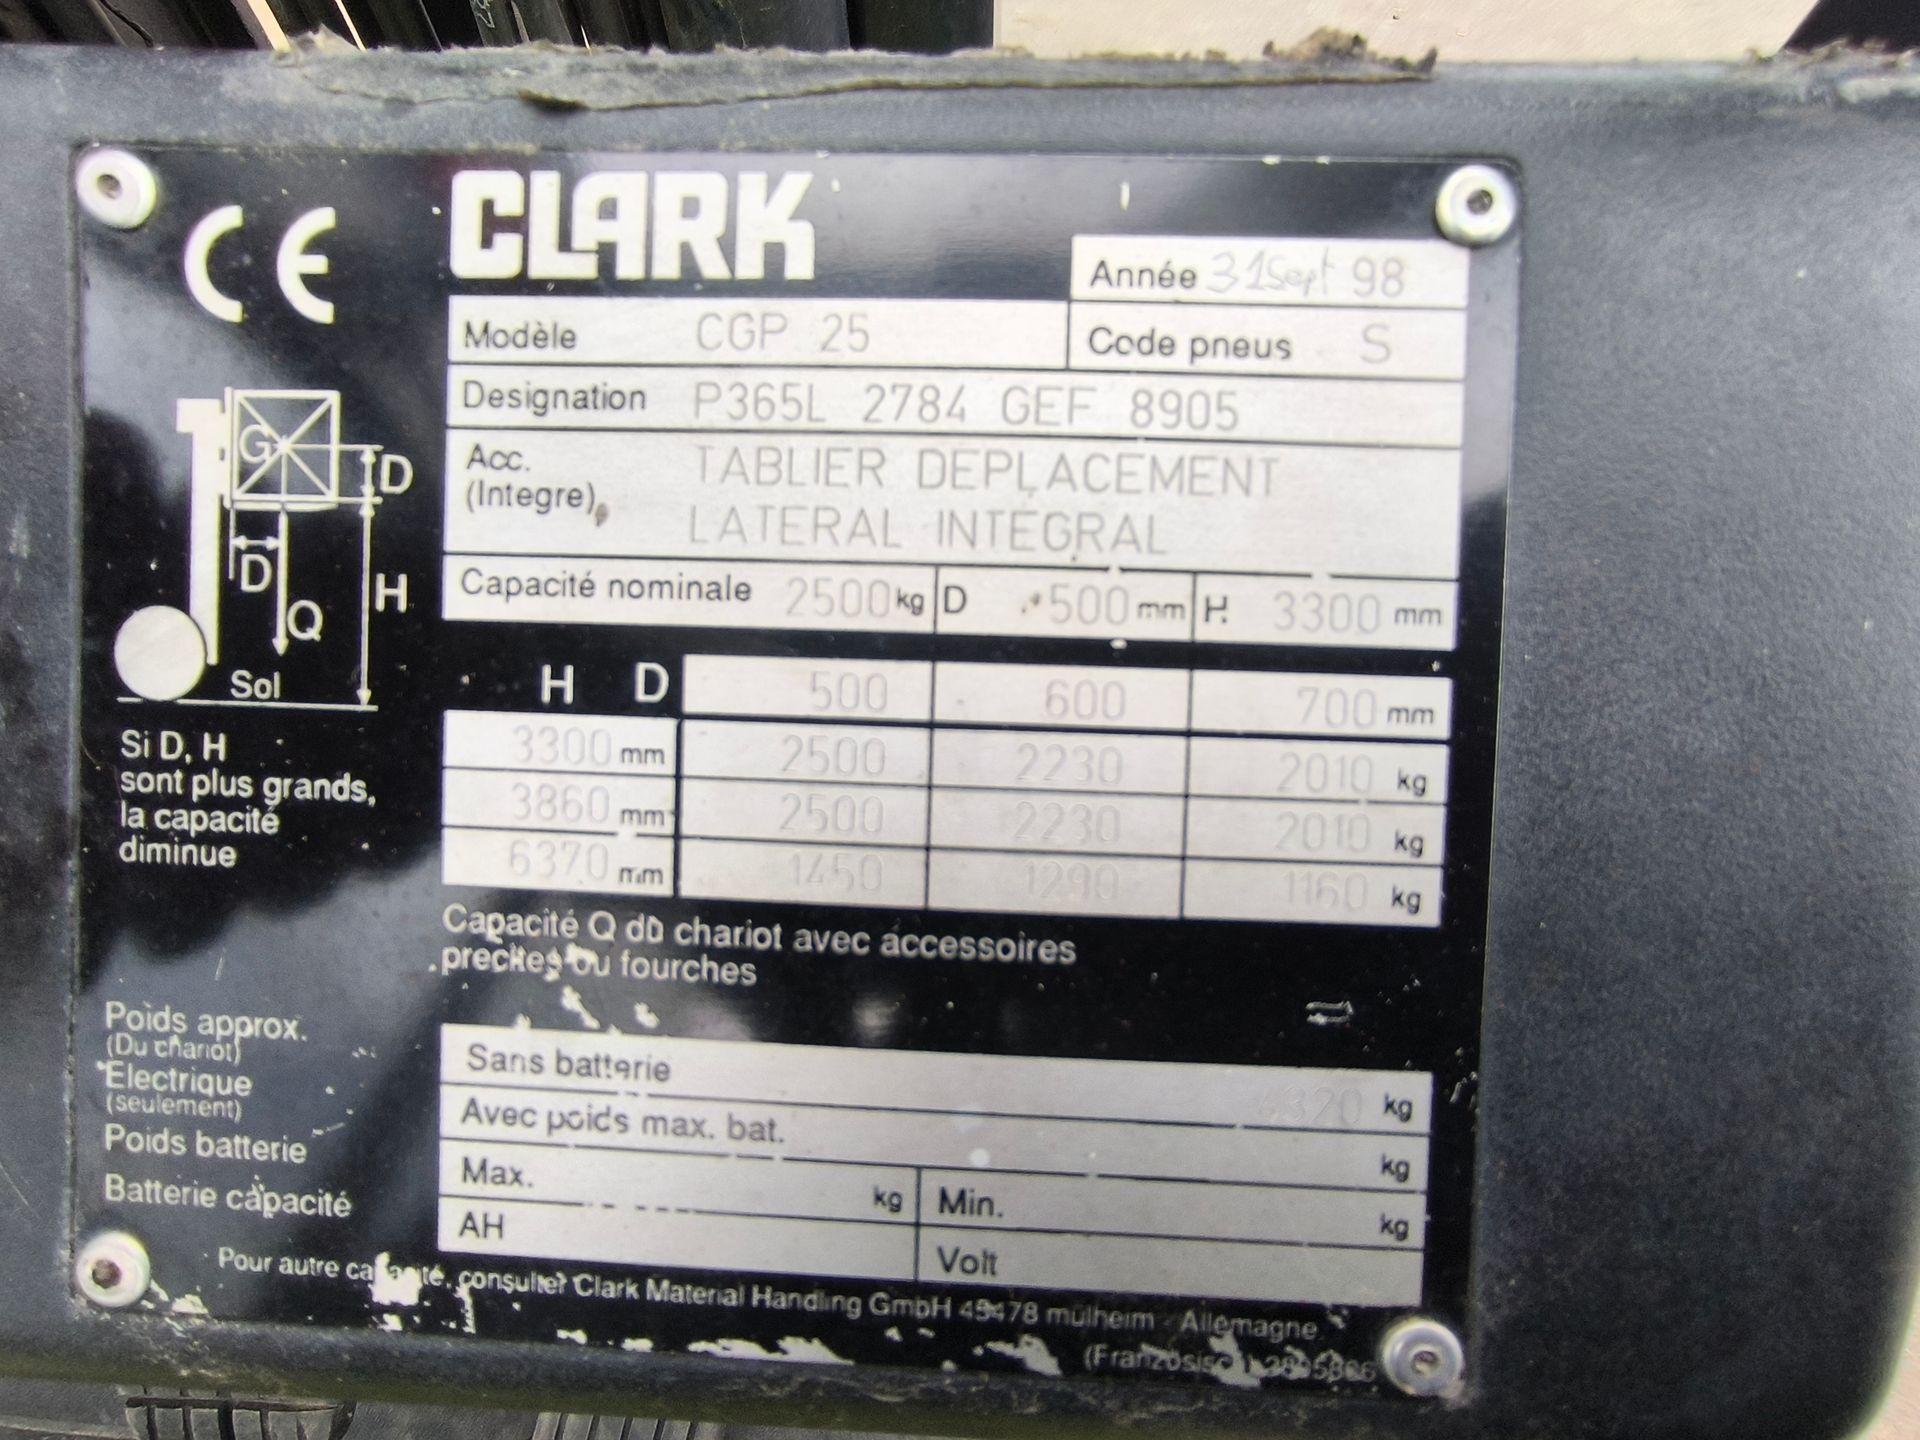 CE
CLARK
Année 31 Sept 98
Modèle CGP 25
Code pneus S
Designation P365L 2784 GEF 8905
Acc. (Integre) TABLIER DEPLACEMENT
LATERAL INTEGRAL
Capacité nominale 2500 kg D 500 mm H 3300 mm
G
D
D
H
Q
Sol
Si D, H
sont plus grands,
la capacité
diminue
H D 500 600 700 mm
3300 mm 2500 2230 2010 kg
3860 mm 2500 2230 2010 kg
6370 mm 1450 1290 1160 kg
Capacité Q du chariot avec accessoires
precites ou fourches
Poids approx.
(Du chariot)
Electrique
(seulement)
Poids batterie
Batterie capacité
Sans batterie 320 kg
Avec poids max. bat. kg
Max. kg Min. kg
AH Volt
Pour autre capacité, consulter Clark Material Handling GmbH 45478 mülheim - Allemagne